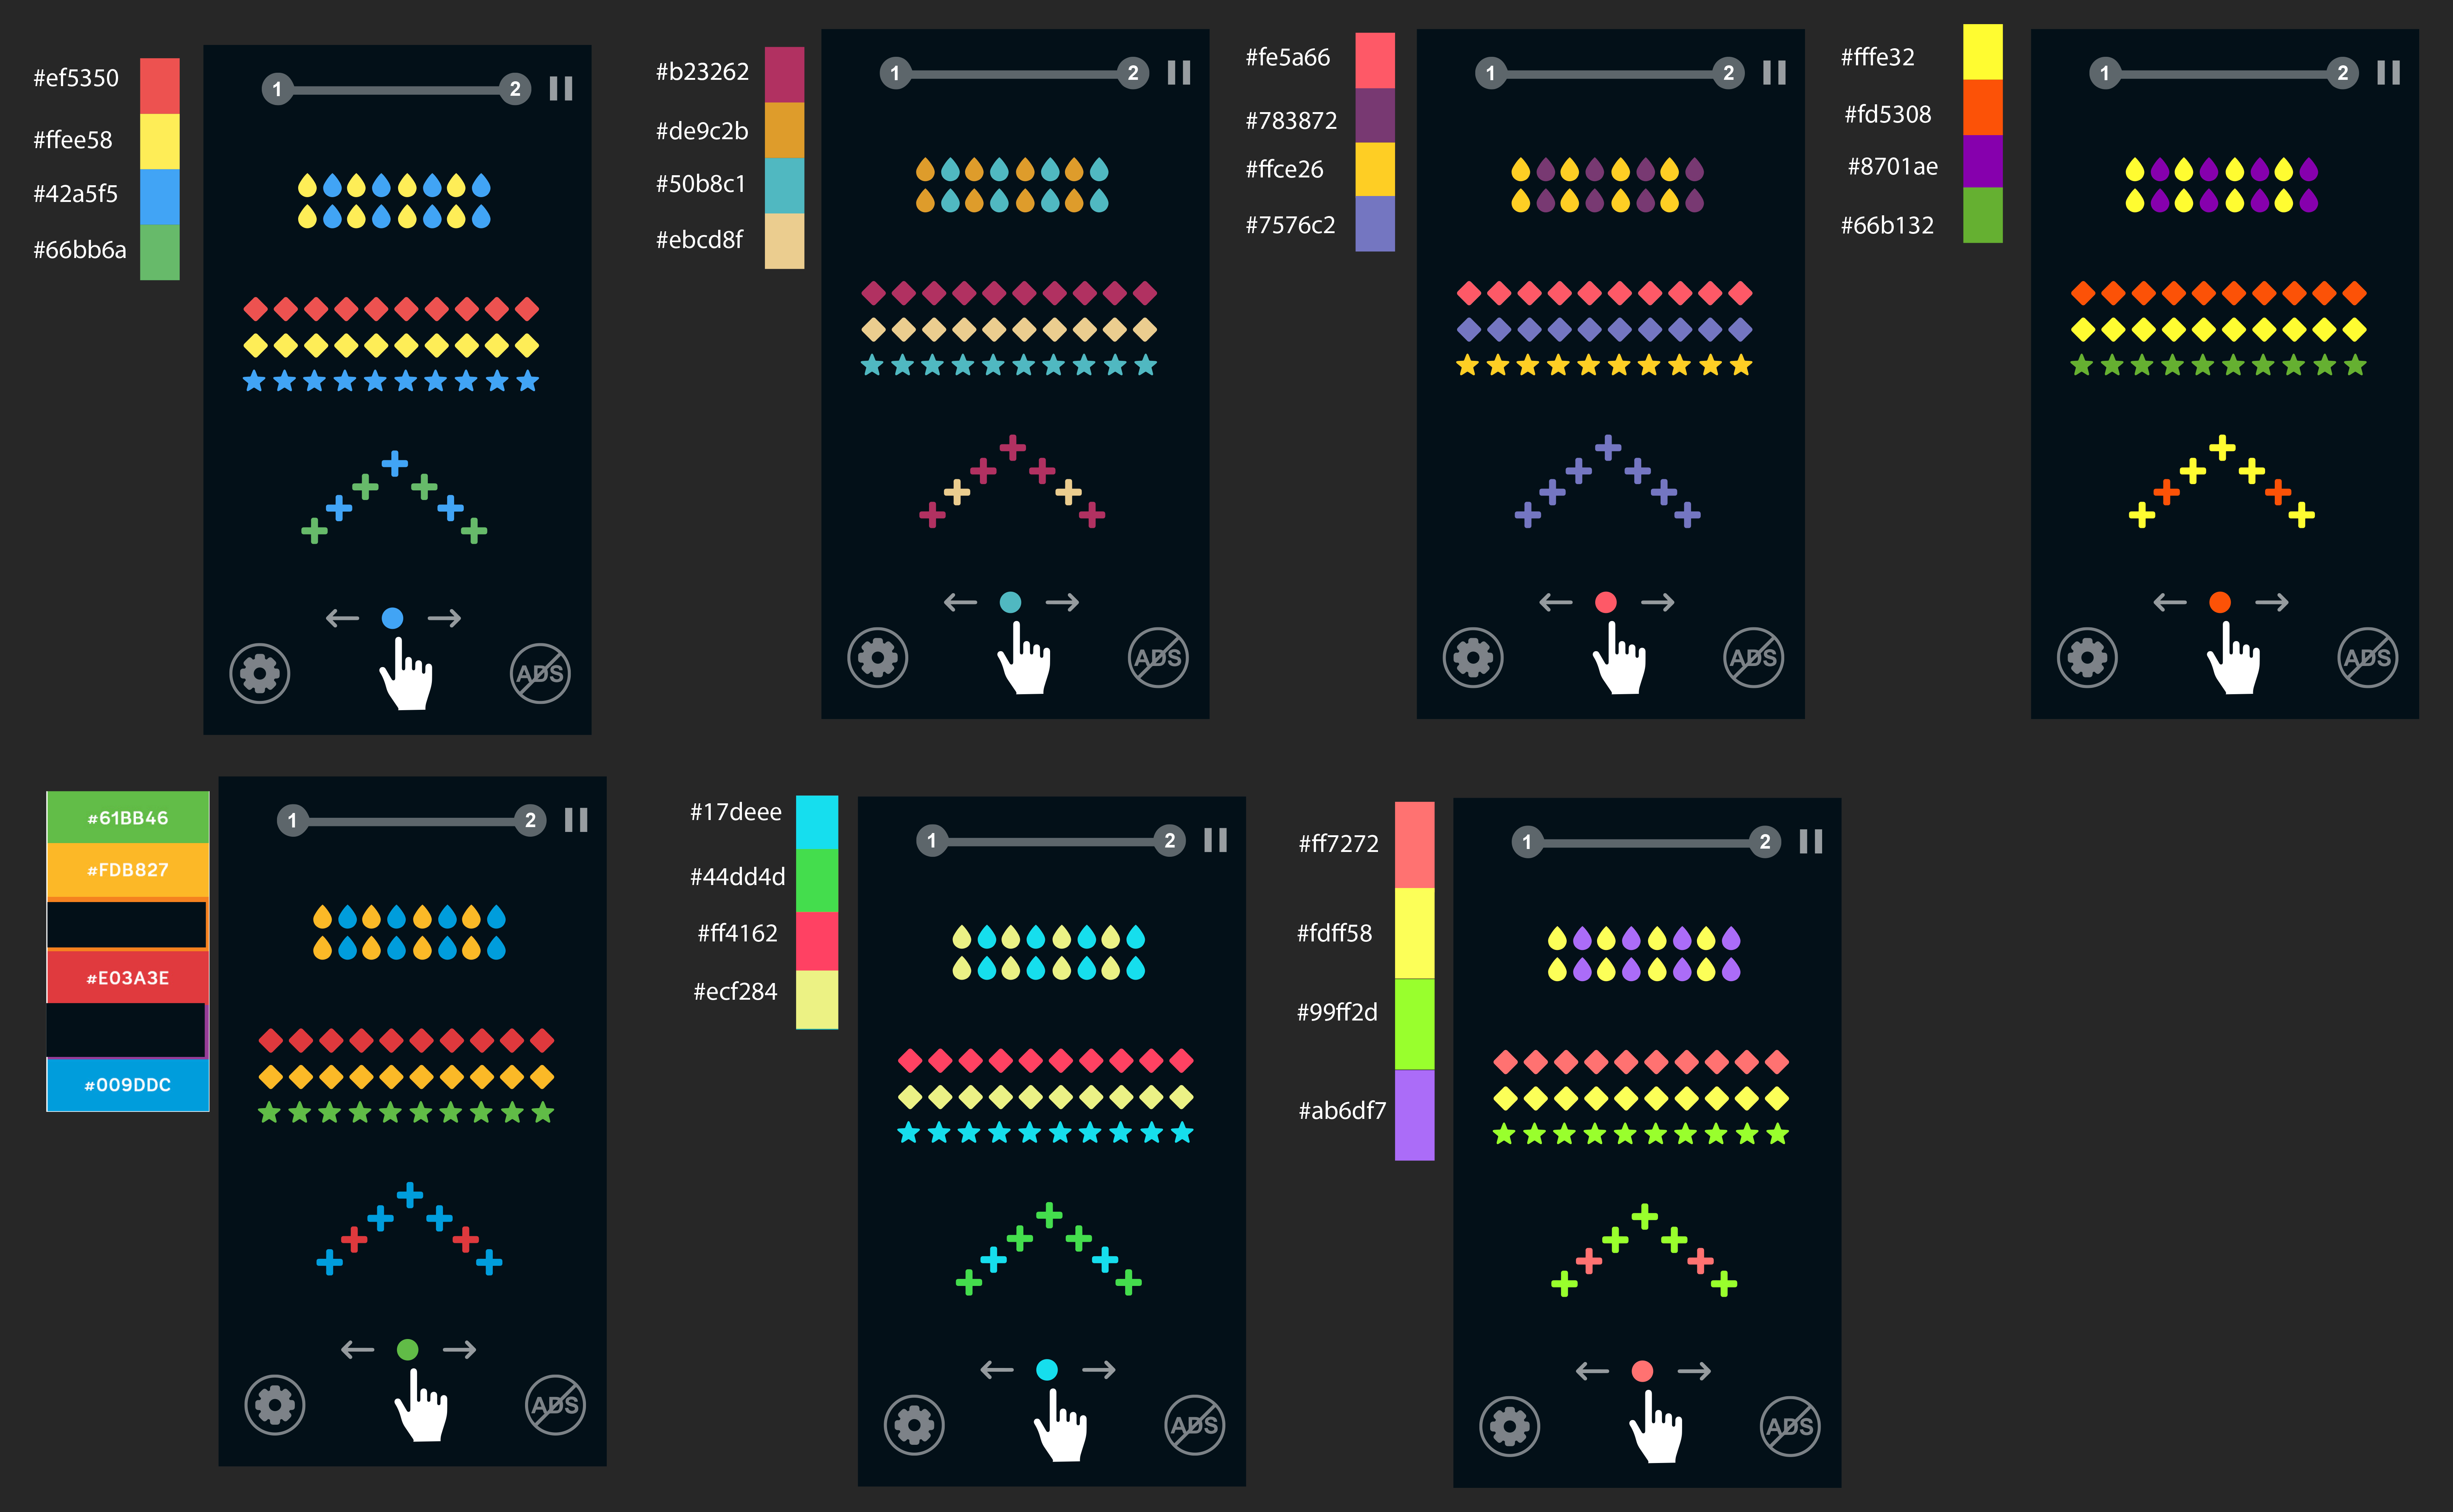 #ef5350
#ffee58
#42a5f5
#66bb6a
1 2
ADS
#b23262
#de9c2b
#50b8c1
#ebcd8f
1 2
ADS
#fe5a66
#783872
#ffce26
#7576c2
1 2
ADS
#fffe32
#fd5308
#8701ae
#66b132
1 2
ADS
#61BB46
#FDB827
#E03A3E
#009DDC
1 2
ADS
#17deee
#44dd4d
#ff4162
#ecf284
1 2
ADS
#ff7272
#fdff58
#99ff2d
#ab6df7
1 2
ADS